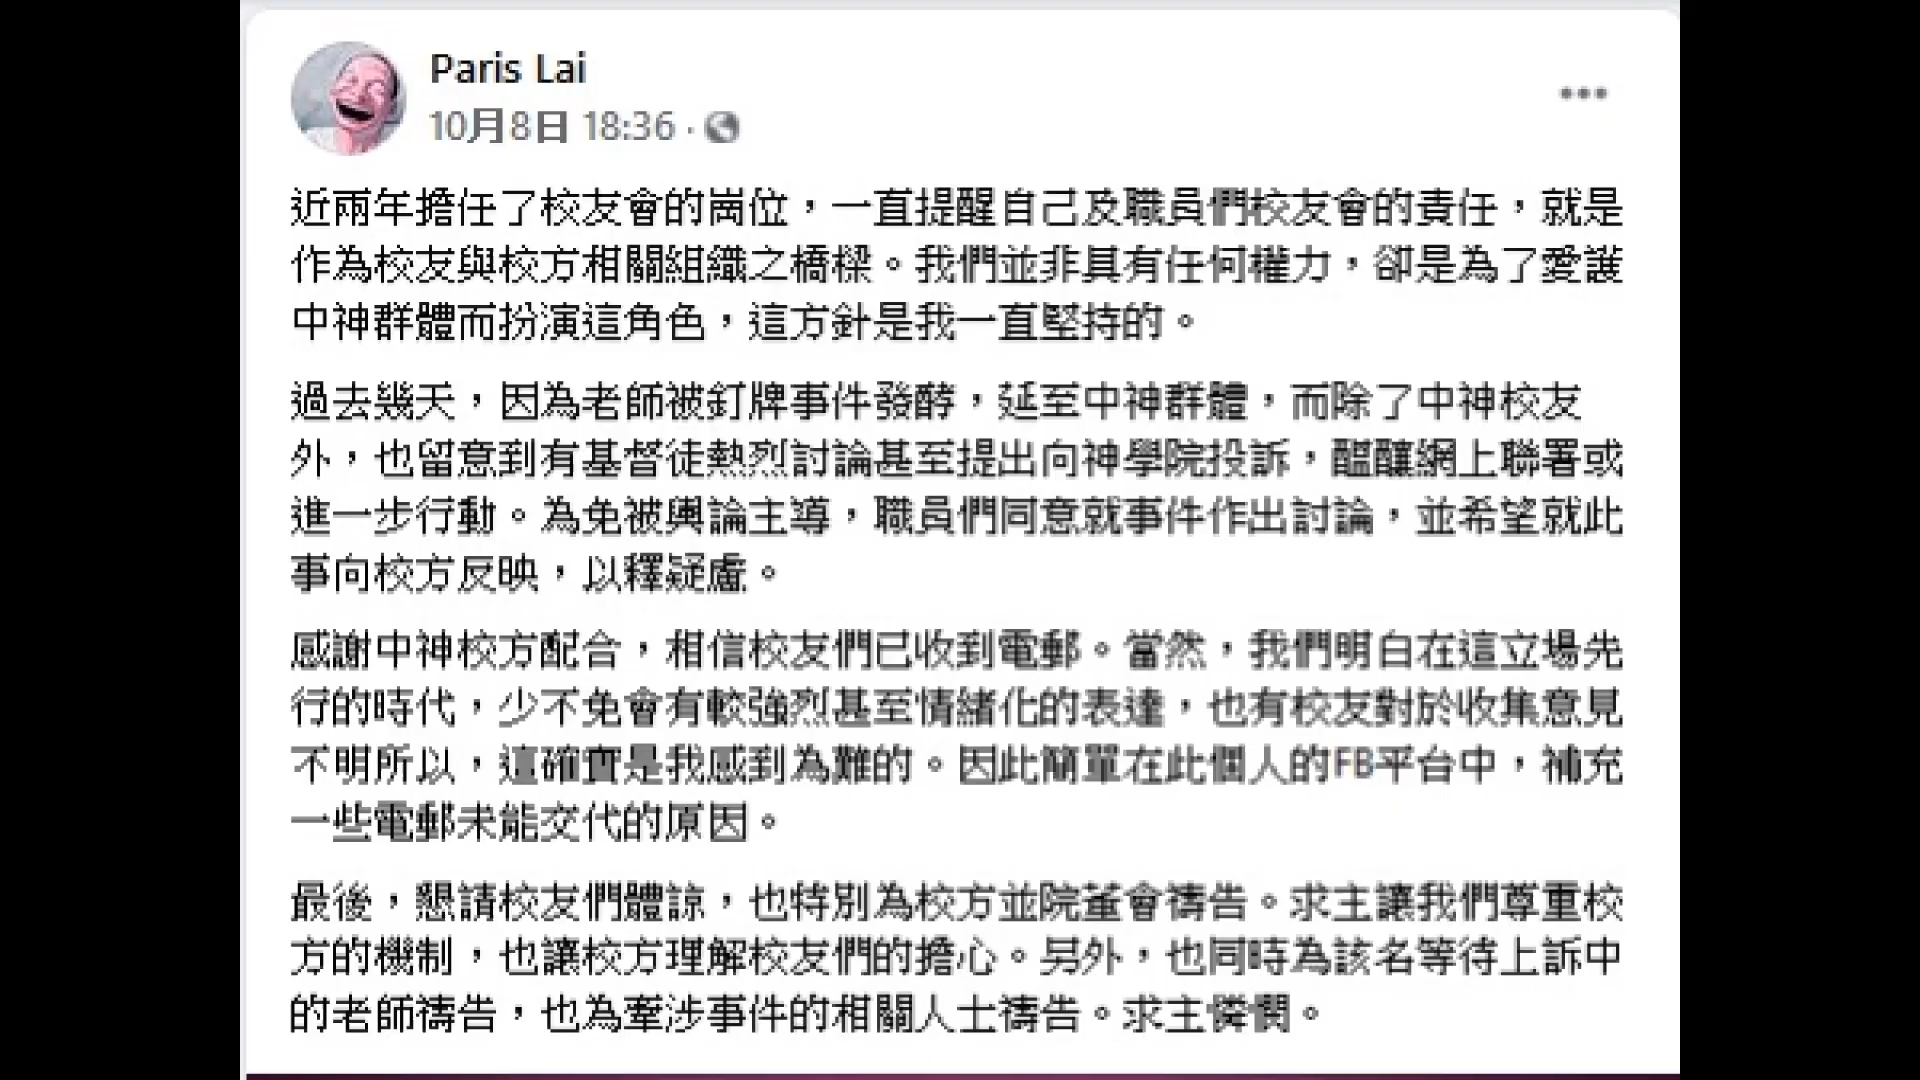 Paris Lai
10月8日 18:36 ·
近兩年擔任了校友會的崗位，一直提醒自己及職員們校友會的責任，就是
作為校友與校方相關組織之橋樑。我們並非具有任何權力，卻是為了愛護
中神群體而扮演這角色，這方針是我一直堅持的。
過去幾天，因為老師被釘牌事件發酵，延至中神群體，而除了中神校友
外，也留意到有基督徒熱烈討論甚至提出向神學院投訴，醞釀網上聯署或
進一步行動。為免被輿論主導，職員們同意就事件作出討論，並希望就此
事向校方反映，以釋疑慮。
感謝中神校方配合，相信校友們已收到電郵。當然，我們明白在這立場先
行的時代，少不免會有較強烈甚至情緒化的表達，也有校友對於收集意見
不明所以，這確實是我感到為難的。因此簡單在此個人的FB平台中，補充
一些電郵未能交代的原因。
最後，懇請校友們體諒，也特別為校方並院董會禱告。求主讓我們尊重校
方的機制，也讓校方理解校友們的擔心。另外，也同時為該名等待上訴中
的老師禱告，也為牽涉事件的相關人士禱告。求主憐憫。